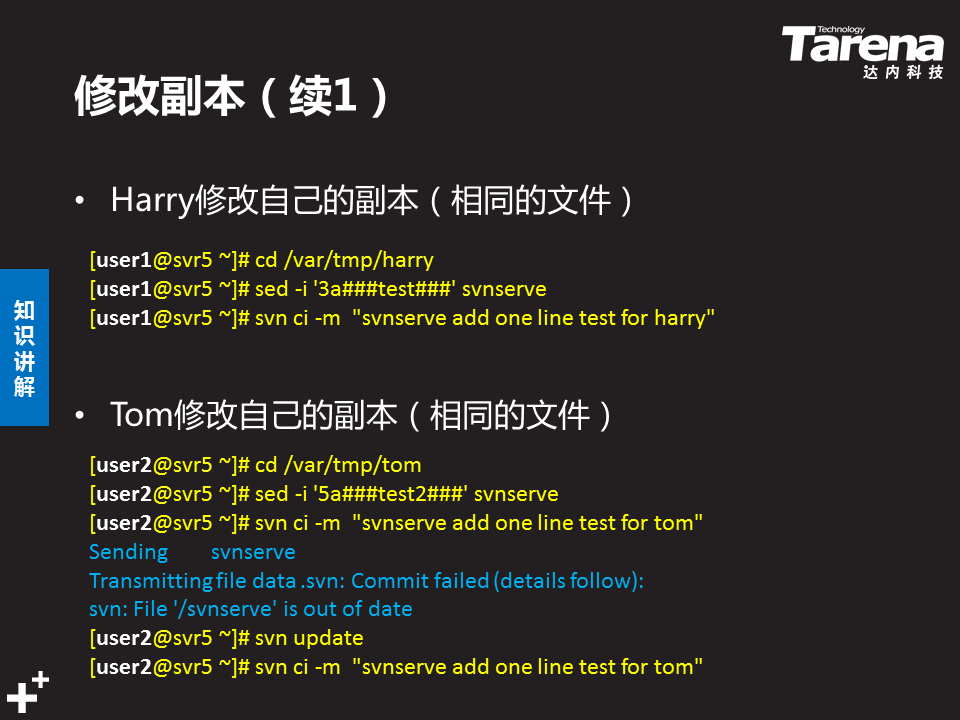 Technology
Tarena
达内科技
修改副本（续1）
• Harry修改自己的副本（相同的文件）
[user1@svr5 ~]# cd /var/tmp/harry
[user1@svr5 ~]# sed -i '3a###test###' svnserve
[user1@svr5 ~]# svn ci -m  "svnserve add one line test for harry"
知识讲解
• Tom修改自己的副本（相同的文件）
[user2@svr5 ~]# cd /var/tmp/tom
[user2@svr5 ~]# sed -i '5a###test2###' svnserve
[user2@svr5 ~]# svn ci -m  "svnserve add one line test for tom"
Sending        svnserve
Transmitting file data .svn: Commit failed (details follow):
svn: File '/svnserve' is out of date
[user2@svr5 ~]# svn update
[user2@svr5 ~]# svn ci -m  "svnserve add one line test for tom"